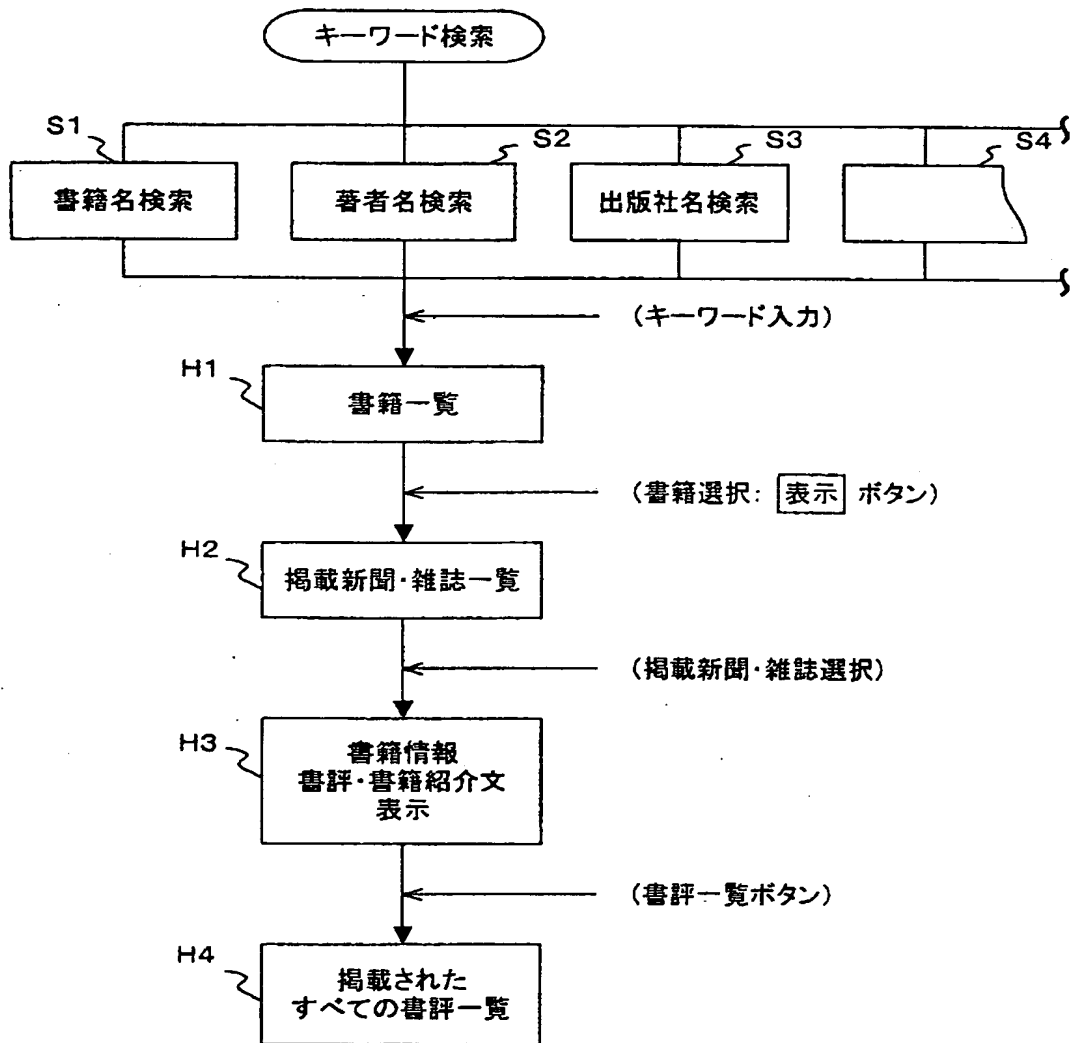 キーワード検索
S1
S2
S3
S4
書籍名検索
著者名検索
出版社名検索
(キーワード入力)
H1
書籍一覧
(書籍選択: 表示 ボタン)
H2
掲載新聞・雑誌一覧
(掲載新聞・雑誌選択)
H3
書籍情報
書評・書籍紹介文
表示
(書評一覧ボタン)
H4
掲載された
すべての書評一覧